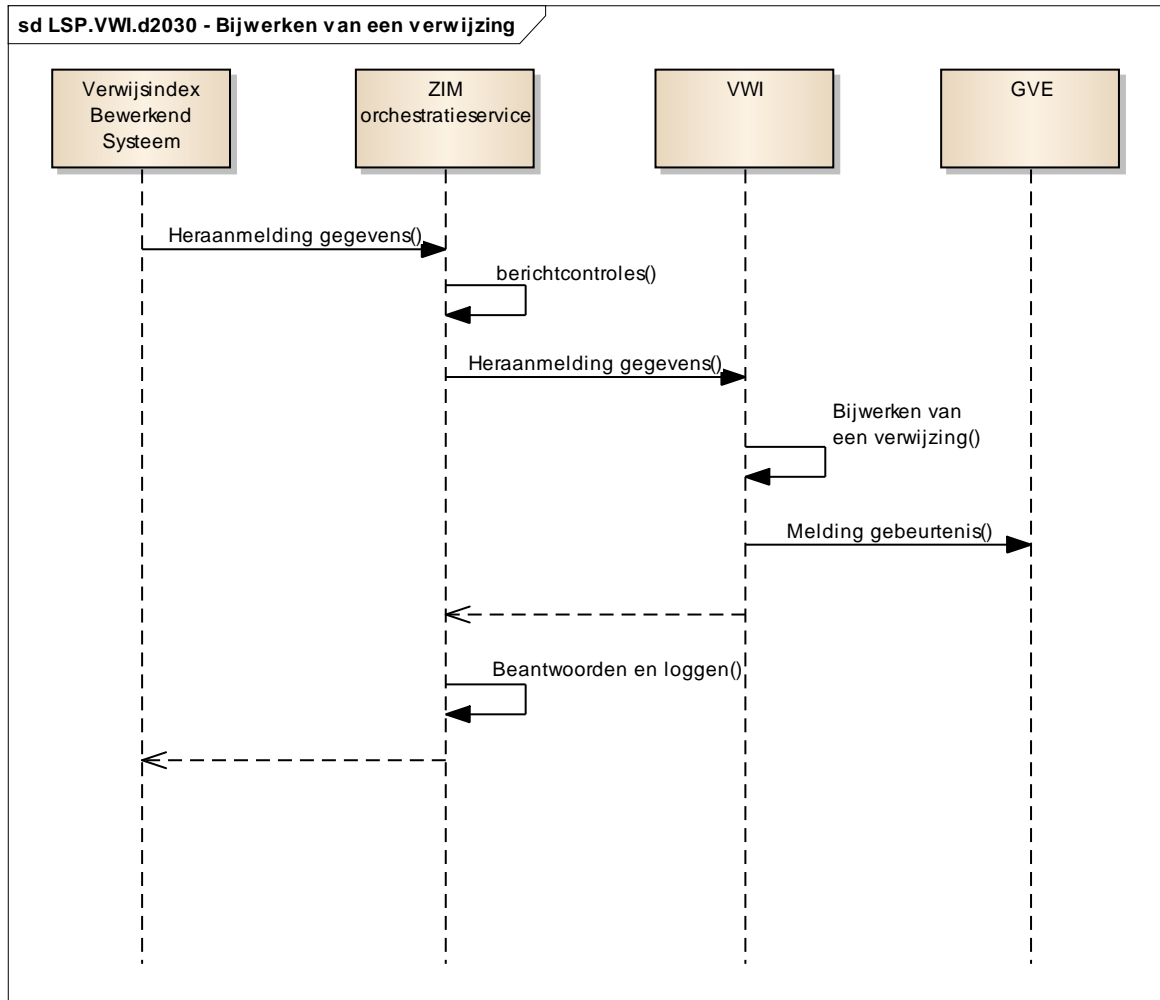 sd LSP.VWI.d2030 - Bijwerken van een verwijzing
Verwijsindex
Bewerkend
Systeem
ZIM
orchestratieservice
VWI
GVE
Heraanmelding gegevens()
berichtcontroles()
Heraanmelding gegevens()
Bijwerken van
een verwijzing()
Melding gebeurtenis()
Beantwoorden en loggen()